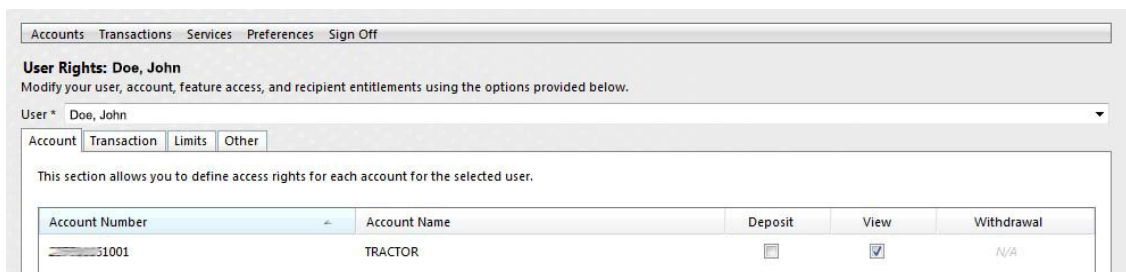 Accounts Transactions Services Preferences Sign Off
User Rights: Doe, John
Modify your user, account, feature access, and recipient entitlements using the options provided below.
User * Doe, John
Account Transaction Limits Other
This section allows you to define access rights for each account for the selected user.
Account Number Account Name Deposit View Withdrawal
51001 TRACTOR N/A